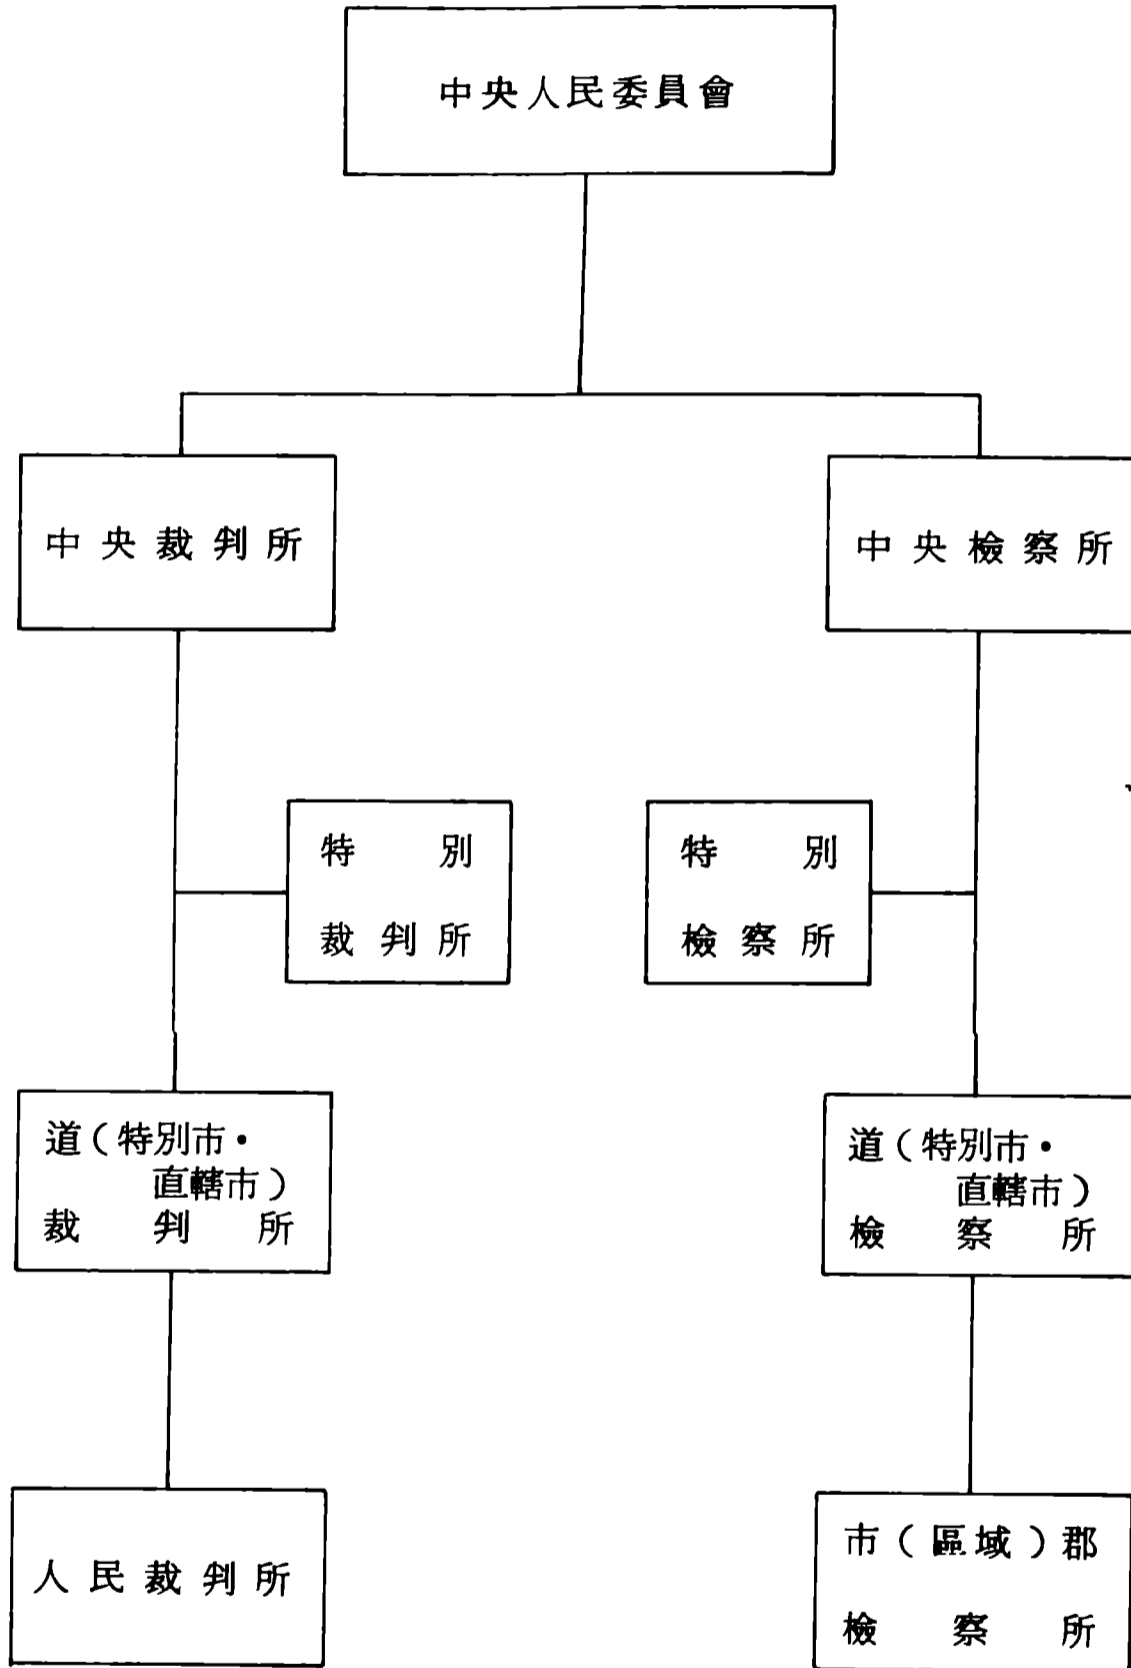 中央人民委員會
中央裁判所
中央檢察所
特別
裁判所
特別
檢察所
道(特別市・
直轄市)
裁判所
道(特別市・
直轄市)
檢察所
人民裁判所
市(區域)郡
檢察所